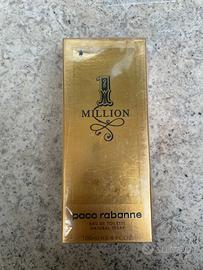 1
MILLION
paco rabanne
EAU DE TOILETTE
NATURAL SPRAY